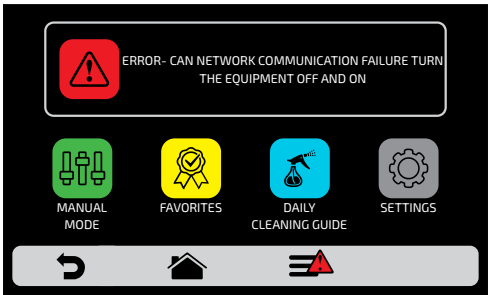 ERROR- CAN NETWORK COMMUNICATION FAILURE TURN
THE EQUIPMENT OFF AND ON
MANUAL
MODE
FAVORITES
DAILY
CLEANING GUIDE
SETTINGS